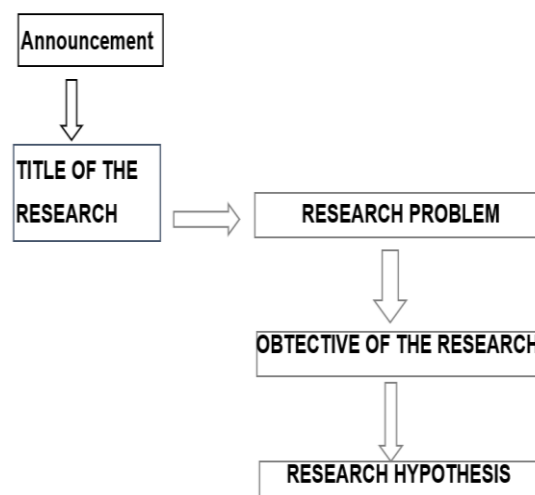 Announcement
TITLE OF THE
RESEARCH
RESEARCH PROBLEM
OBTECTIVE OF THE RESEARCH
RESEARCH HYPOTHESIS